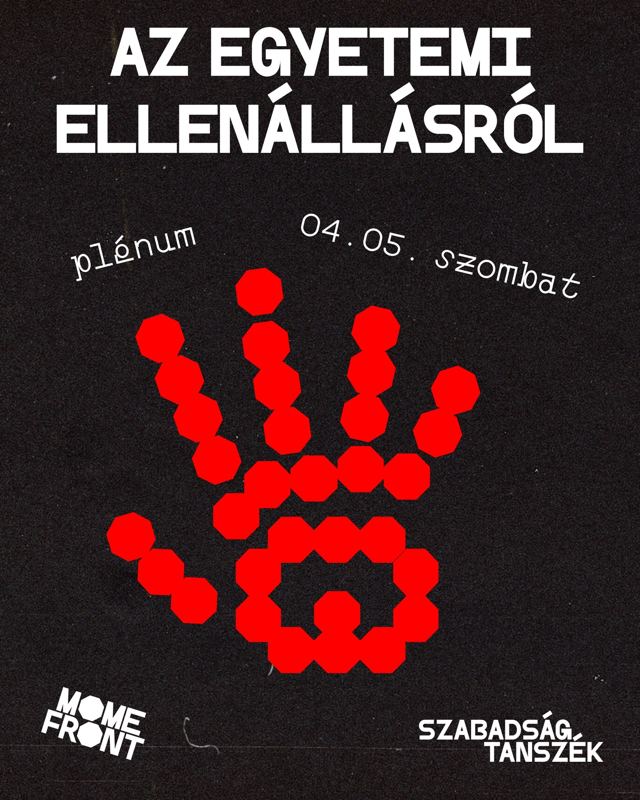 AZ EGYETEMI
ELLENÁLLÁSRÓL
plénum
04.05. szombat
MOME
FRONT
SZABADSÁG
TANSZÉK